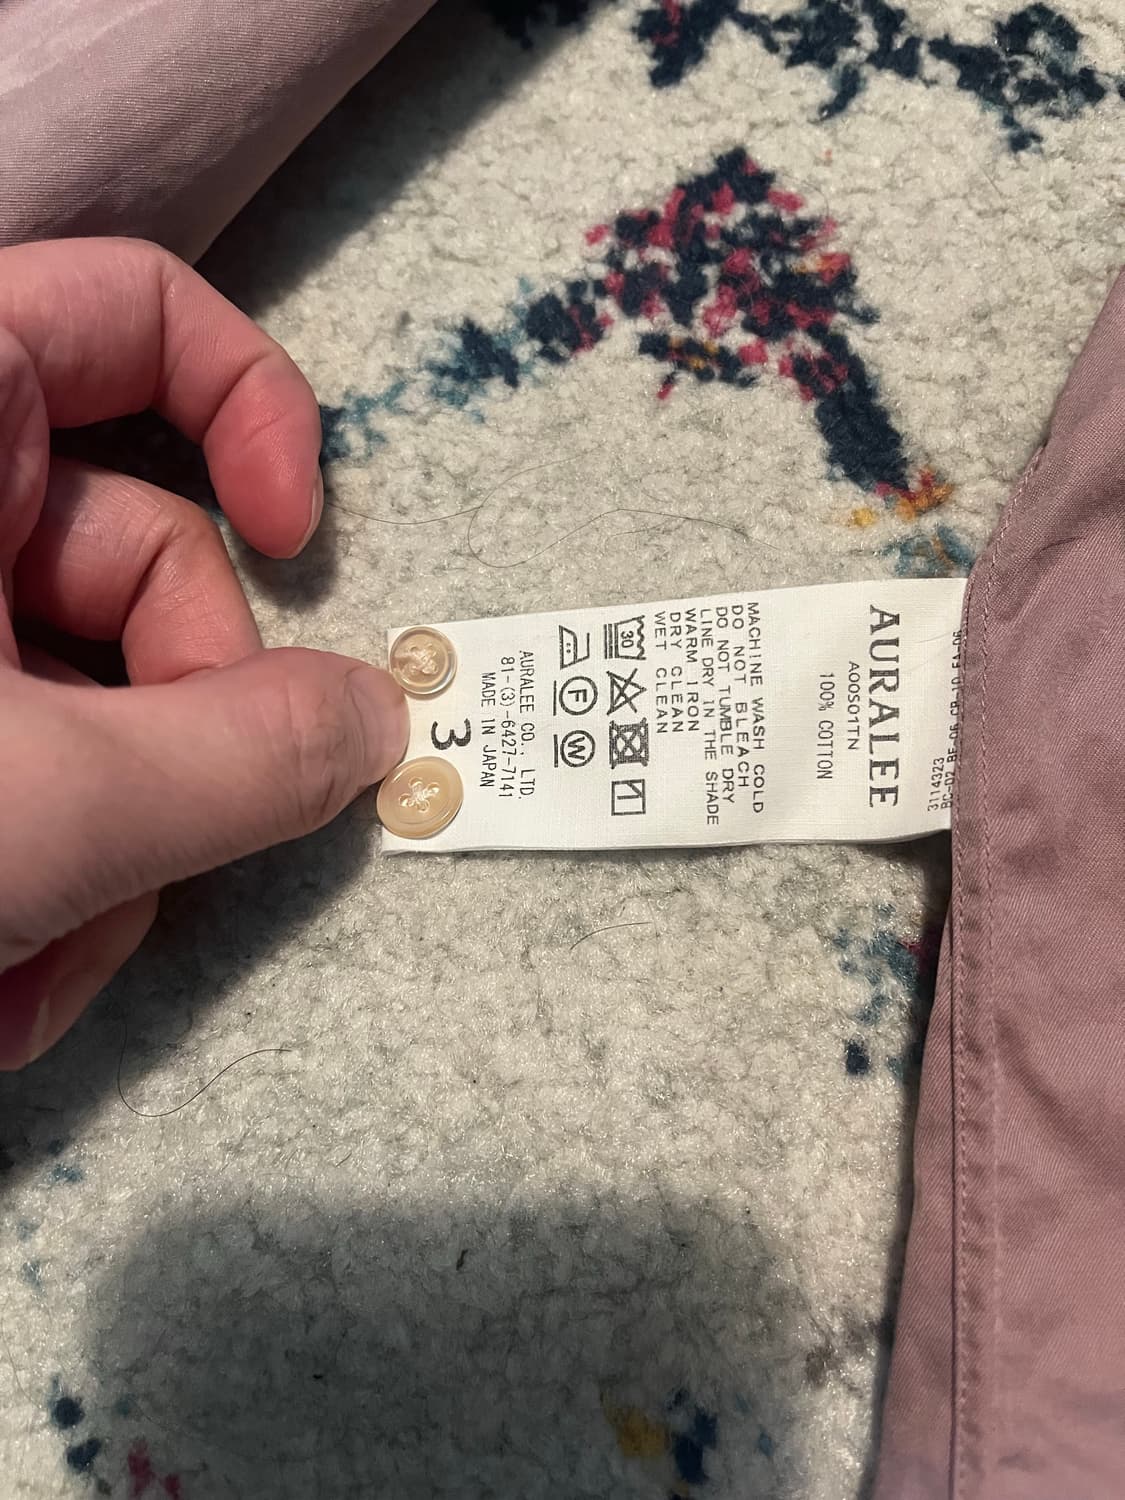 AURALEE
A00S01TN
100% COTTON
MACHINE WASH COLD
DO NOT BLEACH
DO NOT TUMBLE DRY
LINE DRY IN THE SHADE
WARM IRON
DRY CLEAN
WET CLEAN
30
F W
AURALEE CO., LTD.
81-(3)-6427-7141
MADE IN JAPAN
3